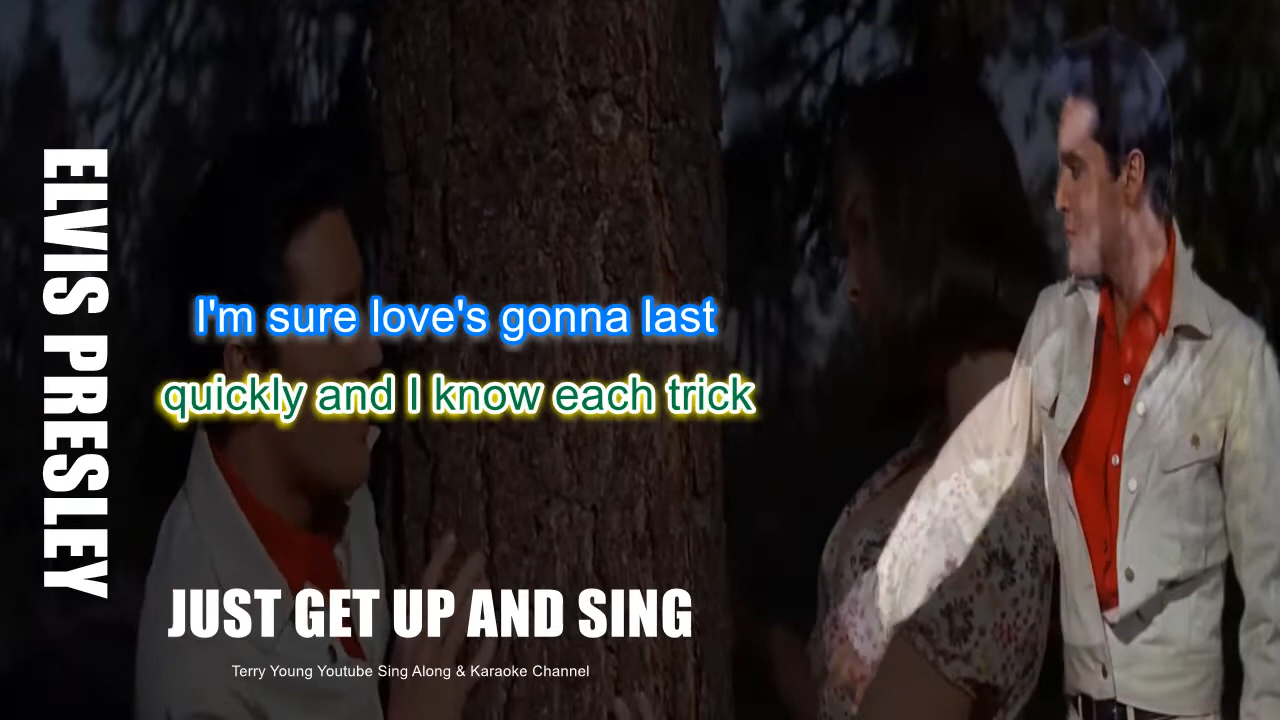 ELVIS PRESLEY
I'm sure love's gonna last
quickly and I know each trick
JUST GET UP AND SING
Terry Young Youtube Sing Along & Karaoke Channel